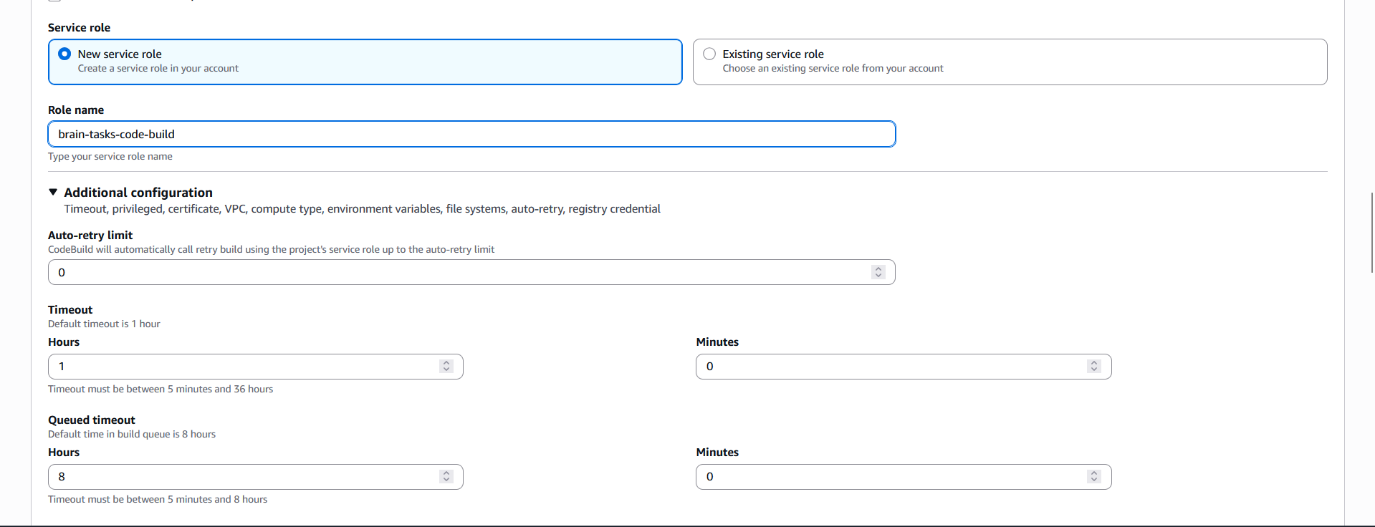 Service role
New service role
Create a service role in your account
Existing service role
Choose an existing service role from your account
Role name
brain-tasks-code-build
Type your service role name
Additional configuration
Timeout, privileged, certificate, VPC, compute type, environment variables, file systems, auto-retry, registry credential
Auto-retry limit
CodeBuild will automatically call retry build using the project's service role up to the auto-retry limit
0
Timeout
Default timeout is 1 hour
Hours
Minutes
1
0
Timeout must be between 5 minutes and 36 hours
Queued timeout
Default time in build queue is 8 hours
Hours
Minutes
8
0
Timeout must be between 5 minutes and 8 hours